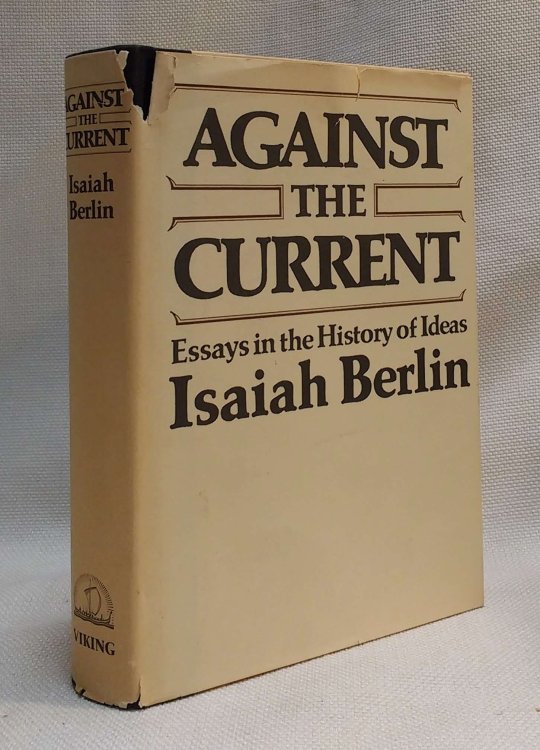 AGAINST
THE
CURRENT
Isaiah
Berlin
VIKING
AGAINST
THE
CURRENT
Essays in the History of Ideas
Isaiah Berlin